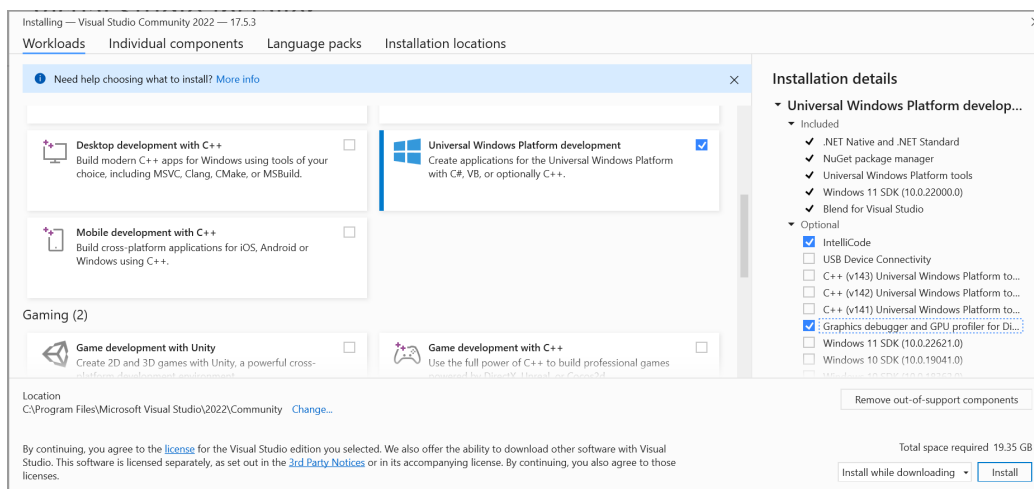 Installing — Visual Studio Community 2022 — 17.5.3
Workloads
Individual components
Language packs
Installation locations
Need help choosing what to install? More info
Desktop development with C++
Build modern C++ apps for Windows using tools of your
choice, including MSVC, Clang, CMake, or MSBuild.
Universal Windows Platform development
Create applications for the Universal Windows Platform
with C#, VB, or optionally C++.
Mobile development with C++
Build cross-platform applications for iOS, Android or
Windows using C++.
Gaming (2)
Game development with Unity
Create 2D and 3D games with Unity, a powerful cross-
platform development environment.
Game development with C++
Use the full power of C++ to build professional games
powered by DirectX, Unreal, or Cocos2d.
Installation details
Universal Windows Platform develop...
Included
.NET Native and .NET Standard
NuGet package manager
Universal Windows Platform tools
Windows 11 SDK (10.0.22000.0)
Blend for Visual Studio
Optional
IntelliCode
USB Device Connectivity
C++ (v143) Universal Windows Platform to...
C++ (v142) Universal Windows Platform to...
C++ (v141) Universal Windows Platform to...
Graphics debugger and GPU profiler for Di...
Windows 11 SDK (10.0.22621.0)
Windows 10 SDK (10.0.19041.0)
Location
C:\Program Files\Microsoft Visual Studio\2022\Community Change...
By continuing, you agree to the license for the Visual Studio edition you selected. We also offer the ability to download other software with Visual
Studio. This software is licensed separately, as set out in the 3rd Party Notices or in its accompanying license. By continuing, you also agree to those
licenses.
Remove out-of-support components
Total space required 19.35 GB
Install while downloading
Install